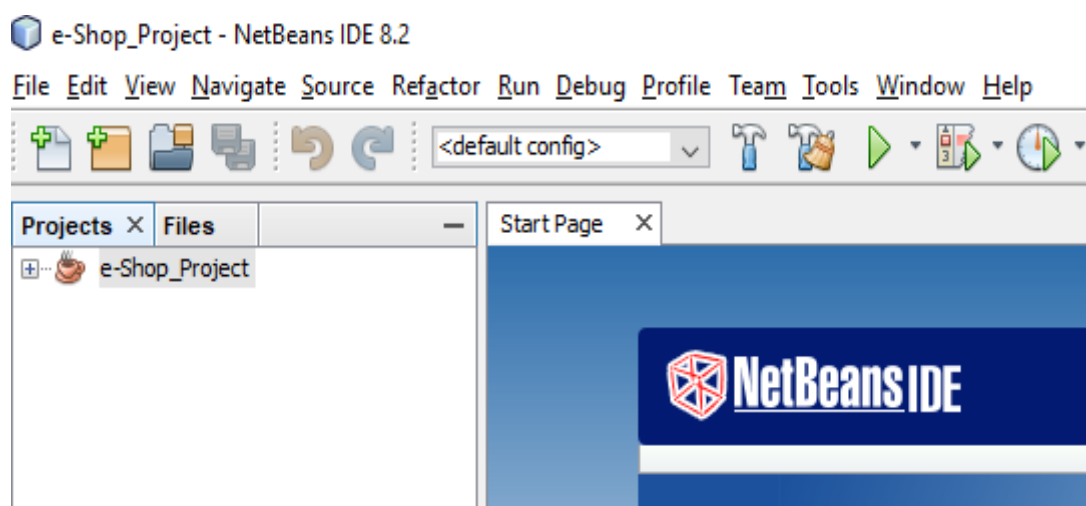 e-Shop_Project - NetBeans IDE 8.2
File Edit View Navigate Source Refactor Run Debug Profile Team Tools Window Help
<default config>
Projects Files
Start Page
e-Shop_Project
NetBeans IDE